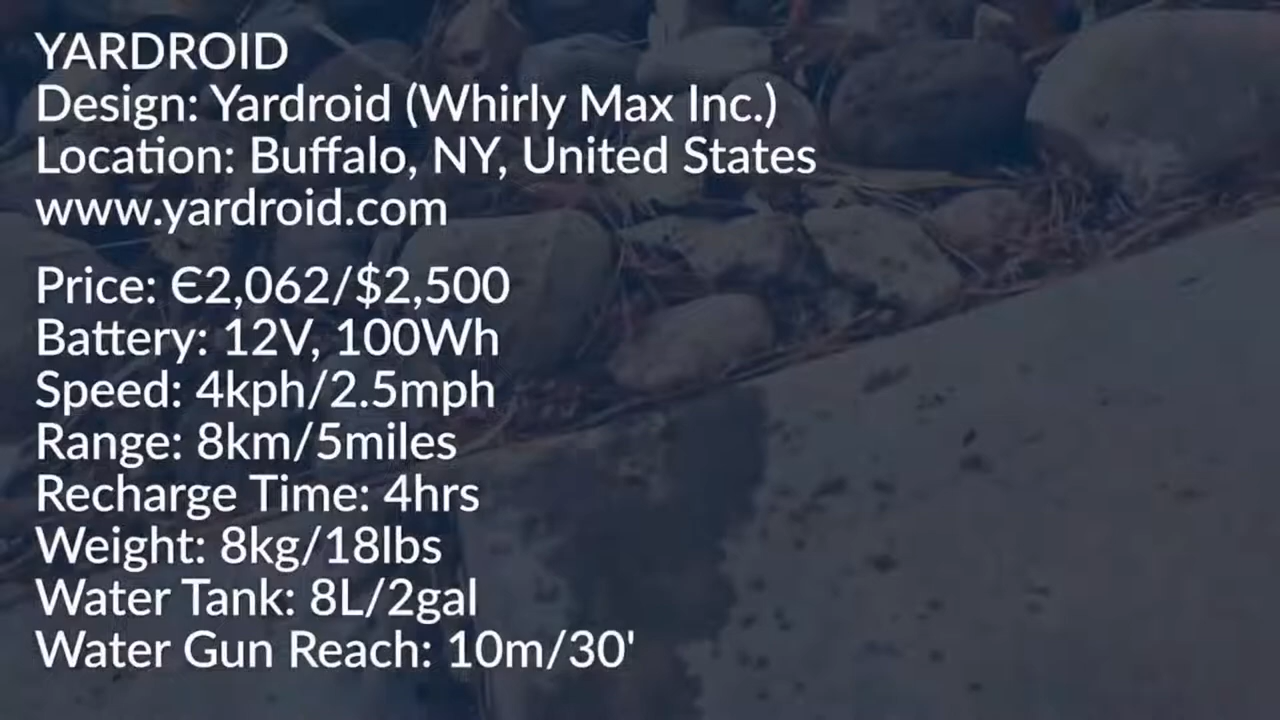 YARDROID
Design: Yardroid (Whirly Max Inc.)
Location: Buffalo, NY, United States
www.yardroid.com
Price: €2,062/$2,500
Battery: 12V, 100Wh
Speed: 4kph/2.5mph
Range: 8km/5miles
Recharge Time: 4hrs
Weight: 8kg/18lbs
Water Tank: 8L/2gal
Water Gun Reach: 10m/30'